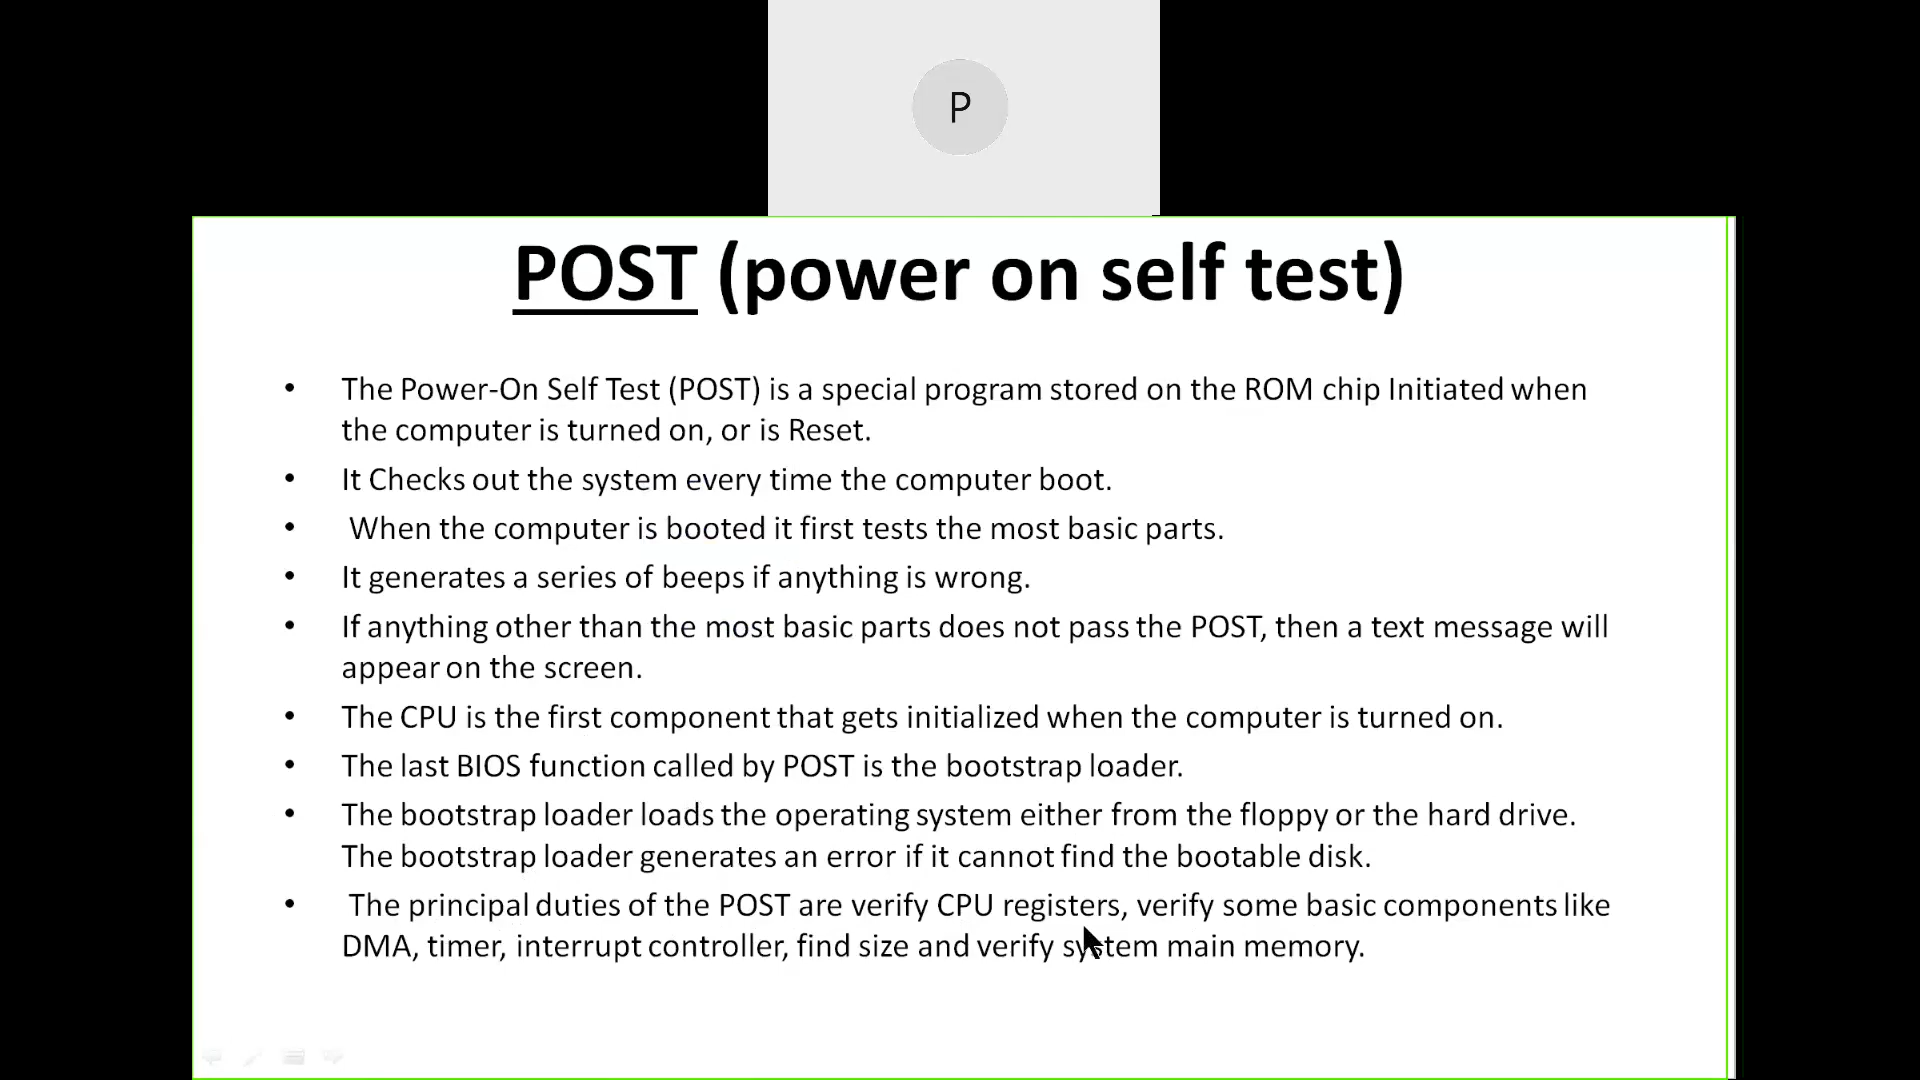 P
POST (power on self test)
• The Power-On Self Test (POST) is a special program stored on the ROM chip Initiated when
the computer is turned on, or is Reset.
• It Checks out the system every time the computer boot.
• When the computer is booted it first tests the most basic parts.
• It generates a series of beeps if anything is wrong.
• If anything other than the most basic parts does not pass the POST, then a text message will
appear on the screen.
• The CPU is the first component that gets initialized when the computer is turned on.
• The last BIOS function called by POST is the bootstrap loader.
• The bootstrap loader loads the operating system either from the floppy or the hard drive.
The bootstrap loader generates an error if it cannot find the bootable disk.
• The principal duties of the POST are verify CPU registers, verify some basic components like
DMA, timer, interrupt controller, find size and verify system main memory.